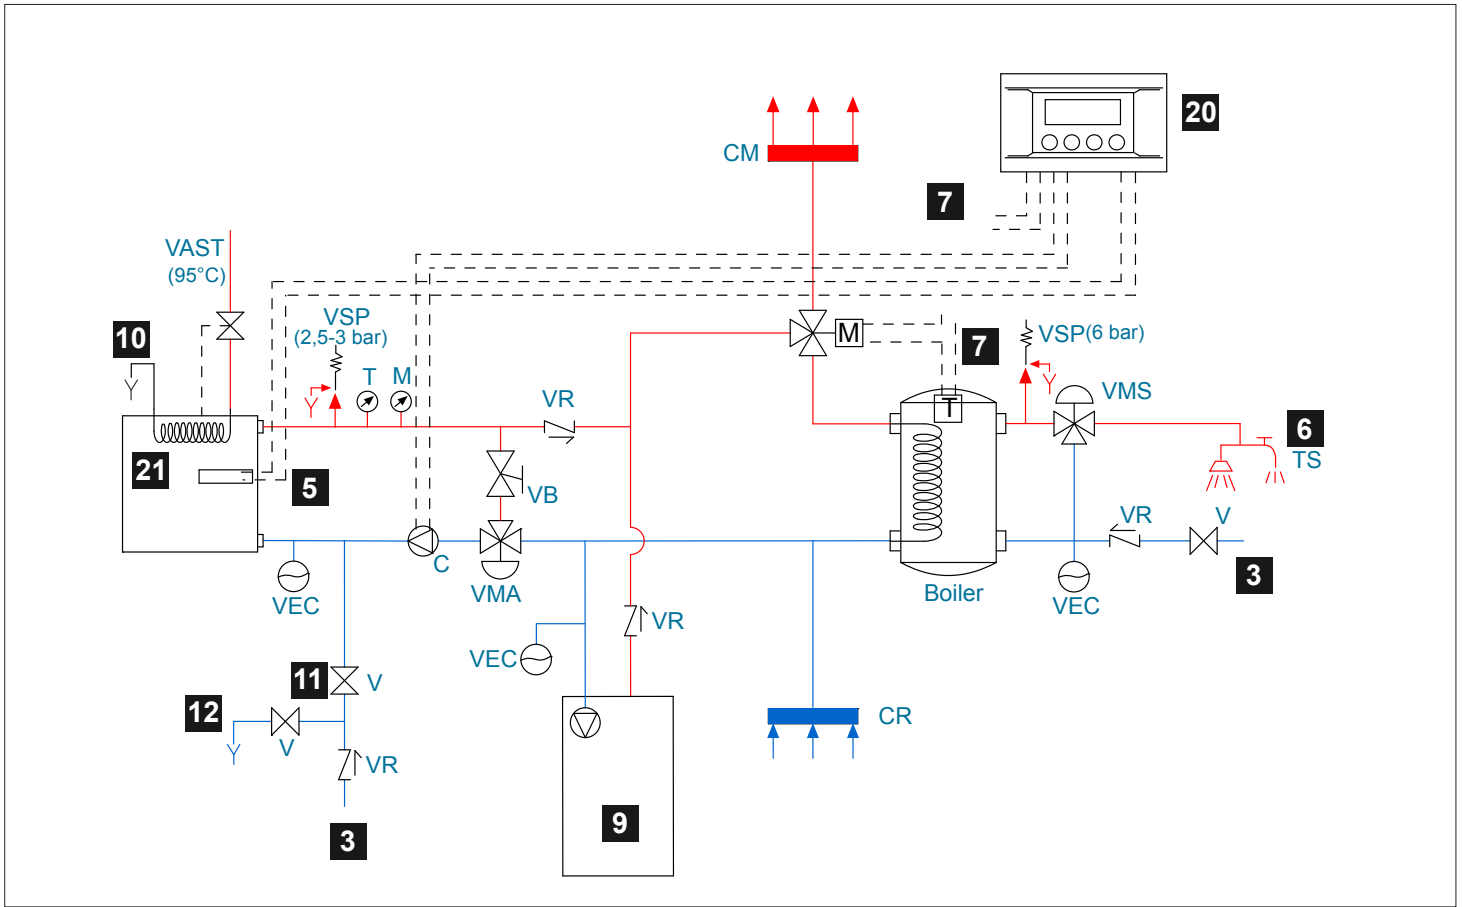 20
CM
7
VAST
(95°C)
10
VSP
(2,5-3 bar)
T
M
VR
M
7
VSP(6 bar)
VMS
T
6
TS
21
5
VB
VR
V
C
VMA
VEC
Boiler
VEC
3
VR
VEC
11
V
12
V
CR
VR
9
3